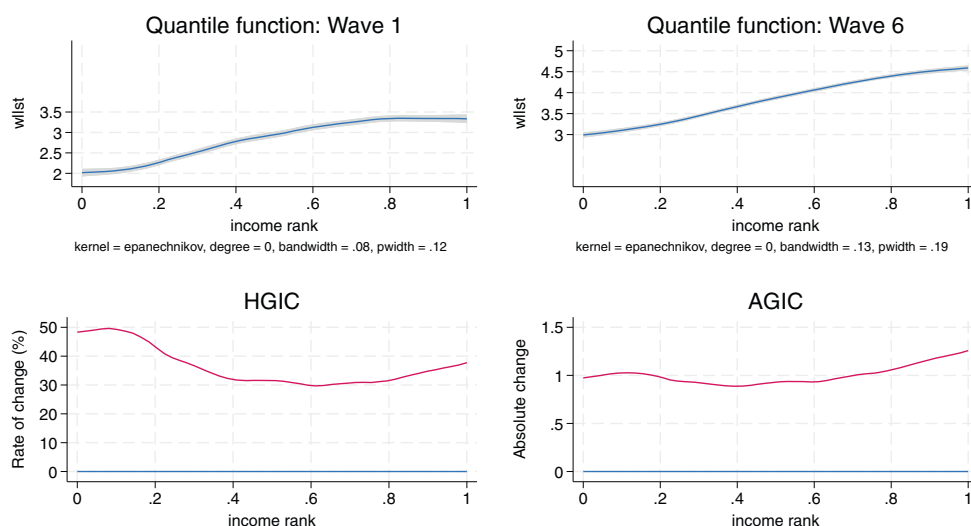 Quantile function: Wave 1
wllst
3.5
3
2.5
2
0 .2 .4 .6 .8 1
income rank
kernel = epanechnikov, degree = 0, bandwidth = .08, pwidth = .12
Quantile function: Wave 6
wllst
5
4.5
4
3.5
3
0 .2 .4 .6 .8 1
income rank
kernel = epanechnikov, degree = 0, bandwidth = .13, pwidth = .19
HGIC
Rate of change (%)
50
40
30
20
10
0
0 .2 .4 .6 .8 1
income rank
AGIC
Absolute change
1.5
1
.5
0
0 .2 .4 .6 .8 1
income rank